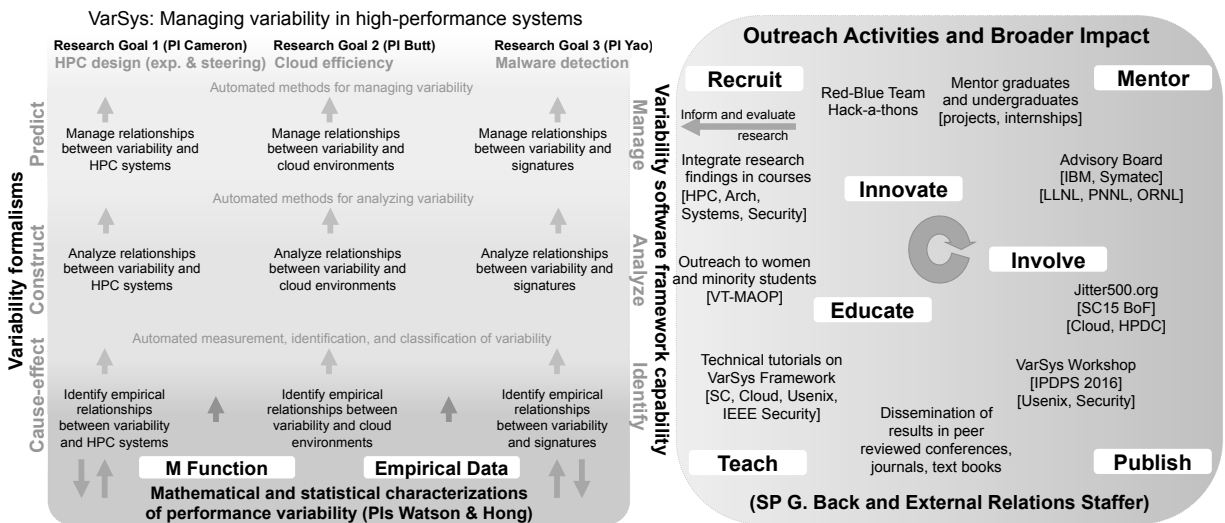 VarSys: Managing variability in high-performance systems
Research Goal 1 (PI Cameron)
HPC design (exp. & steering)
Research Goal 2 (PI Butt)
Cloud efficiency
Research Goal 3 (PI Yao)
Malware detection
Automated methods for managing variability
Manage relationships
between variability and
HPC systems
Manage relationships
between variability and
cloud environments
Manage relationships
between variability and
signatures
Automated methods for analyzing variability
Analyze relationships
between variability and
HPC systems
Analyze relationships
between variability and
cloud environments
Analyze relationships
between variability and
signatures
Automated measurement, identification, and classification of variability
Identify empirical
relationships
between variability
and HPC systems
Identify empirical
relationships between
variability and cloud
environments
Identify empirical
relationships
between variability
and signatures
M Function
Empirical Data
Mathematical and statistical characterizations
of performance variability (PIs Watson & Hong)
Variability formalisms
Predict
Construct
Cause-effect
Manage
Analyze
Identify
Variability software framework capability
Outreach Activities and Broader Impact
Recruit
Red-Blue Team
Hack-a-thons
Mentor graduates
and undergraduates
[projects, internships]
Mentor
Inform and evaluate
research
Integrate research
findings in courses
[HPC, Arch,
Systems, Security]
Innovate
Advisory Board
[IBM, Symatec]
[LLNL, PNNL, ORNL]
Outreach to women
and minority students
[VT-MAOP]
Involve
Educate
Jitter500.org
[SC15 BoF]
[Cloud, HPDC]
Technical tutorials on
VarSys Framework
[SC, Cloud, Usenix,
IEEE Security]
VarSys Workshop
[IPDPS 2016]
[Usenix, Security]
Dissemination of
results in peer
reviewed conferences,
journals, text books
Teach
Publish
(SP G. Back and External Relations Staffer)